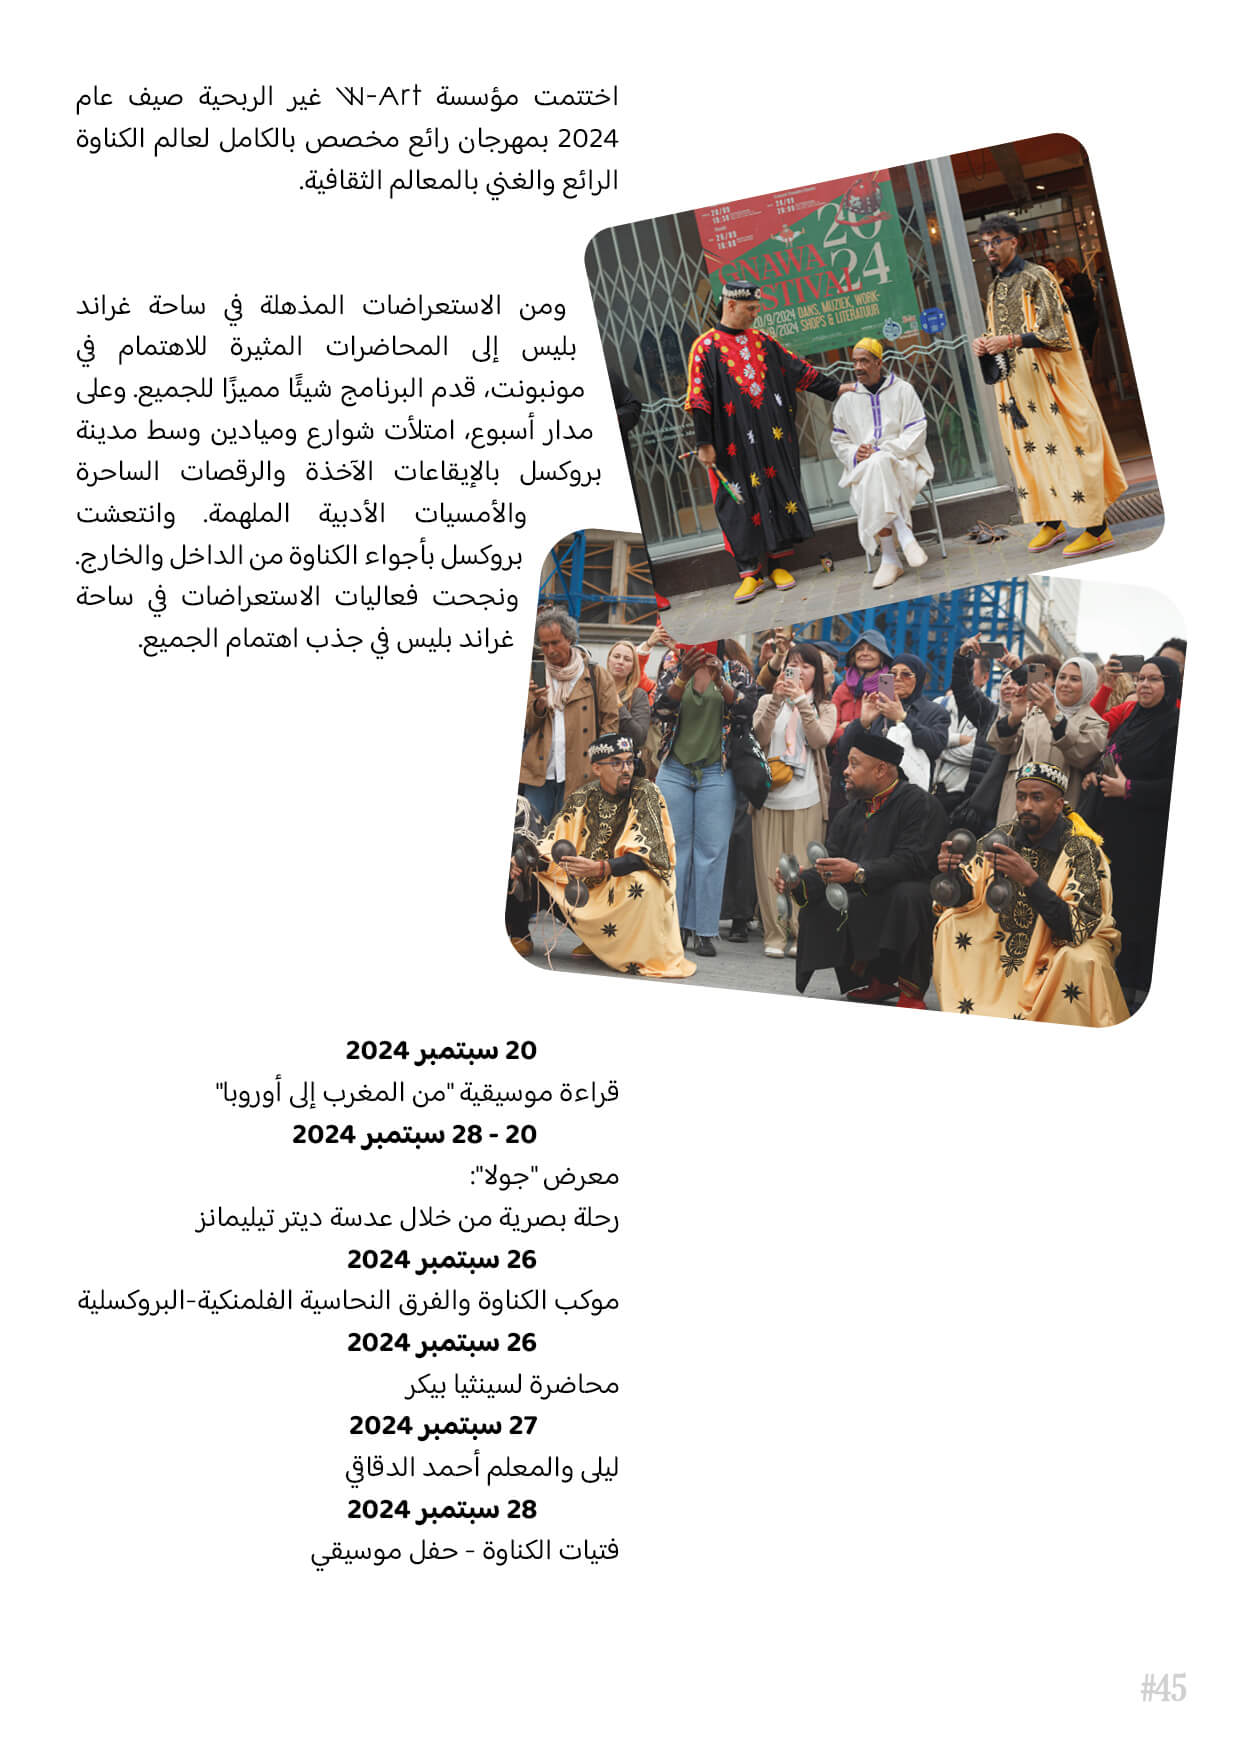 اختتمت مؤسسة W-Art غير الربحية صيف عام
2024 بمهرجان رائع مخصص بالكامل لعالم الكناوة
الرائع والغني بالمعالم الثقافية.
ومن الاستعراضات المذهلة في ساحة غراند
بليس إلى المحاضرات المثيرة للاهتمام في
مونبونت، قدم البرنامج شيئًا مميزًا للجميع. وعلى
مدار أسبوع، امتلأت شوارع وميادين وسط مدينة
بروكسل بالإيقاعات الآخذة والرقصات الساحرة
والأمسيات الأدبية الملهمة. وانتعشت
بروكسل بأجواء الكناوة من الداخل والخارج.
ونجحت فعاليات الاستعراضات في ساحة
غراند بليس في جذب اهتمام الجميع.
20
24
GNAWA
FESTIVAL
20/9/2024 DANS, MUZIEK, WORK-
/9/2024 SHOPS & LITERATUUR
20 سبتمبر 2024
قراءة موسيقية "من المغرب إلى أوروبا"
20 - 28 سبتمبر 2024
معرض "جولا":
رحلة بصرية من خلال عدسة ديتر تيليمانز
26 سبتمبر 2024
موكب الكناوة والفرق النحاسية الفلمنكية-البروكسلية
26 سبتمبر 2024
محاضرة لسينثيا بيكر
27 سبتمبر 2024
ليلى والمعلم أحمد الدقاقي
28 سبتمبر 2024
فتيات الكناوة - حفل موسيقي
#45